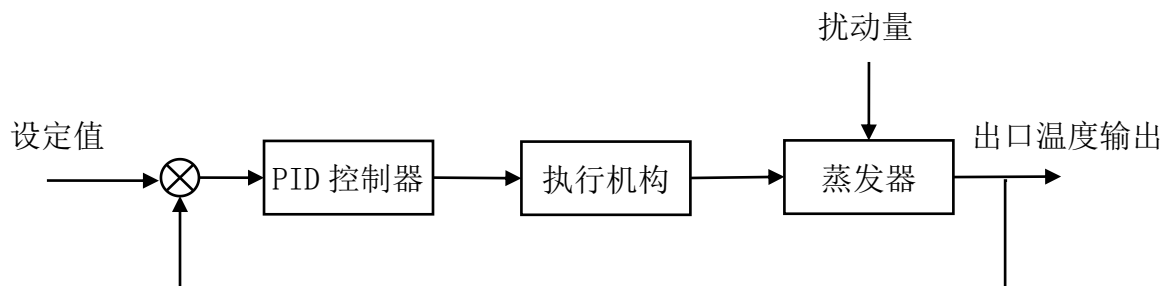 扰动量
设定值
出口温度输出
PID 控制器
执行机构
蒸发器